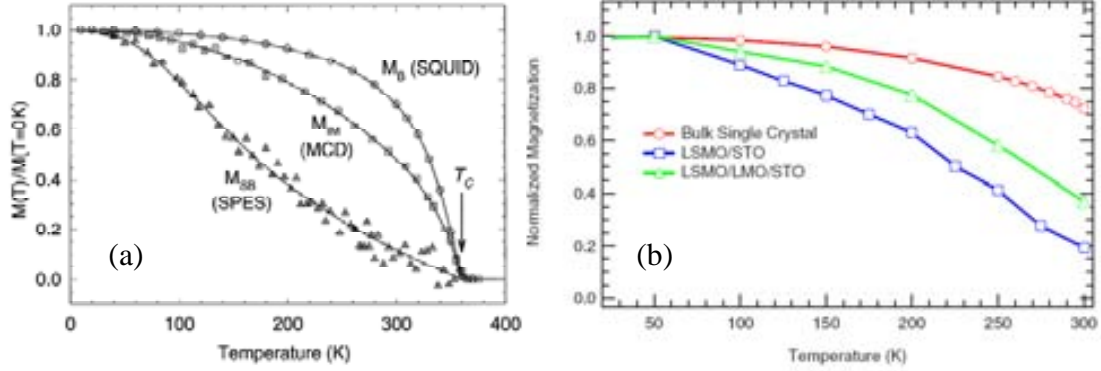 M(T)/M(T=0K)
1.0
0.8
0.6
0.4
0.2
0.0
0
100
200
300
400
Temperature (K)
M_B (SQUID)
M_IM
(MCD)
M_SB
(SPES)
T_C
(a)
Normalized Magnetization
1.0
0.8
0.6
0.4
0.2
0.0
50
100
150
200
250
300
Temperature (K)
Bulk Single Crystal
LSMO/STO
LSMO/LMO/STO
(b)